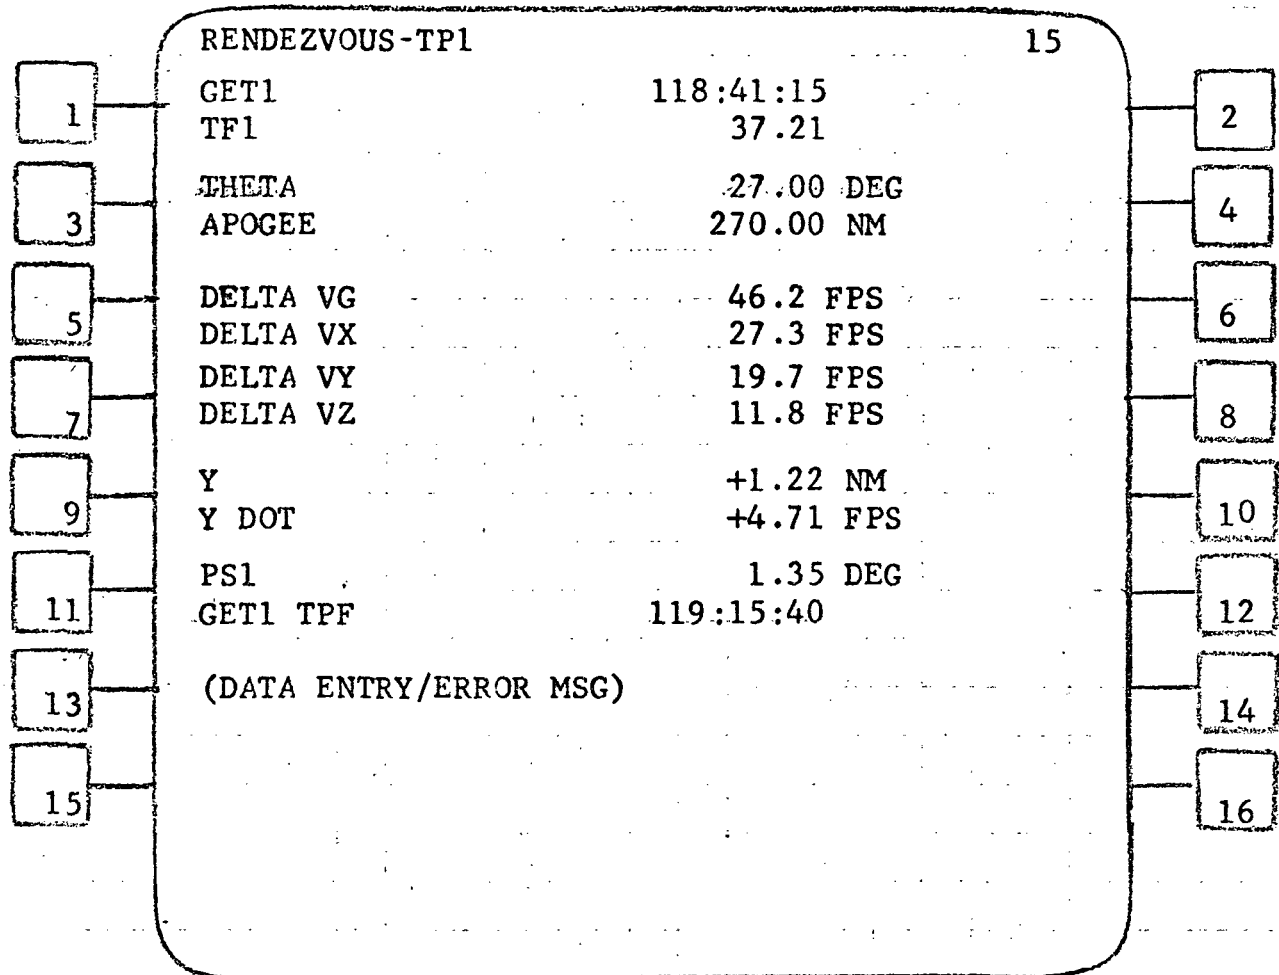 RENDEZVOUS-TP1 15
GET1 118:41:15
TF1 37.21
THETA 27.00 DEG
APOGEE 270.00 NM
DELTA VG 46.2 FPS
DELTA VX 27.3 FPS
DELTA VY 19.7 FPS
DELTA VZ 11.8 FPS
Y +1.22 NM
Y DOT +4.71 FPS
PS1 1.35 DEG
GET1 TPF 119:15:40
(DATA ENTRY/ERROR MSG)
1
2
3
4
5
6
7
8
9
10
11
12
13
14
15
16